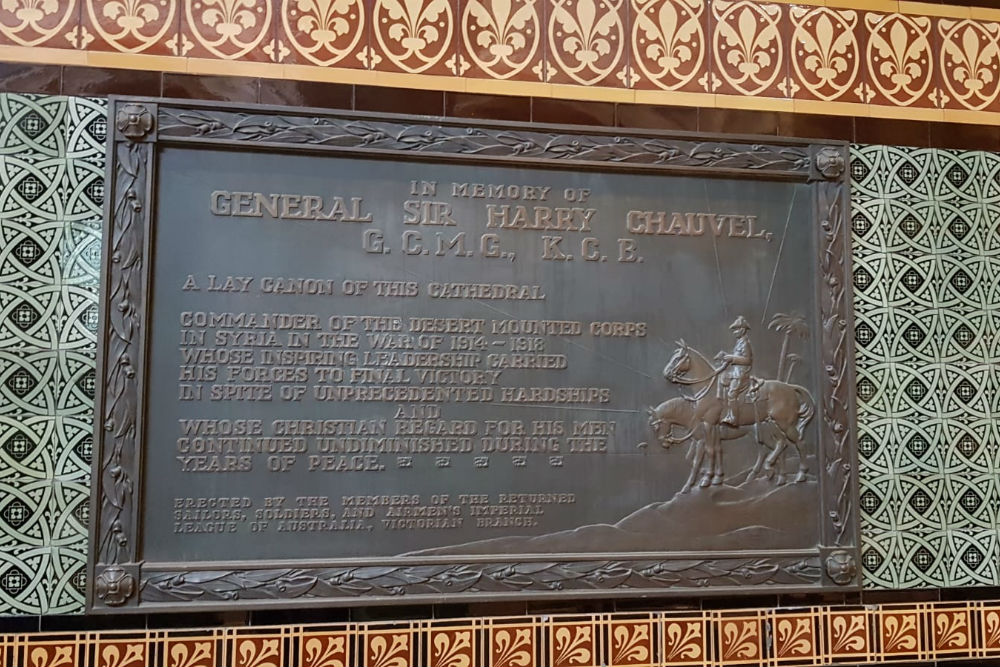 IN MEMORY OF
GENERAL SIR HARRY CHAUVEL,
G.C.M.G., K.C.B.
A LAY CANON OF THIS CATHEDRAL
COMMANDER OF THE DESERT MOUNTED CORPS
IN SYRIA IN THE WAR OF 1914 ~ 1918
WHOSE INSPIRING LEADERSHIP CARRIED
HIS FORCES TO FINAL VICTORY
IN SPITE OF UNPRECEDENTED HARDSHIPS
AND
WHOSE CHRISTIAN REGARD FOR HIS MEN
CONTINUED UNDIMINISHED DURING THE
YEARS OF PEACE.
ERECTED BY THE MEMBERS OF THE RETURNED
SAILORS, SOLDIERS, AND AIRMEN'S IMPERIAL
LEAGUE OF AUSTRALIA, VICTORIAN BRANCH.